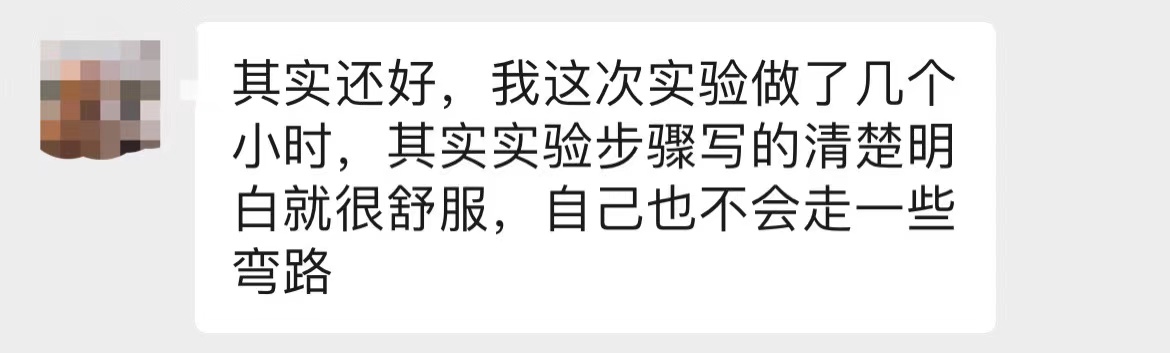 其实还好，我这次实验做了几个
小时，其实实验步骤写的清楚明
白就很舒服，自己也不会走一些
弯路